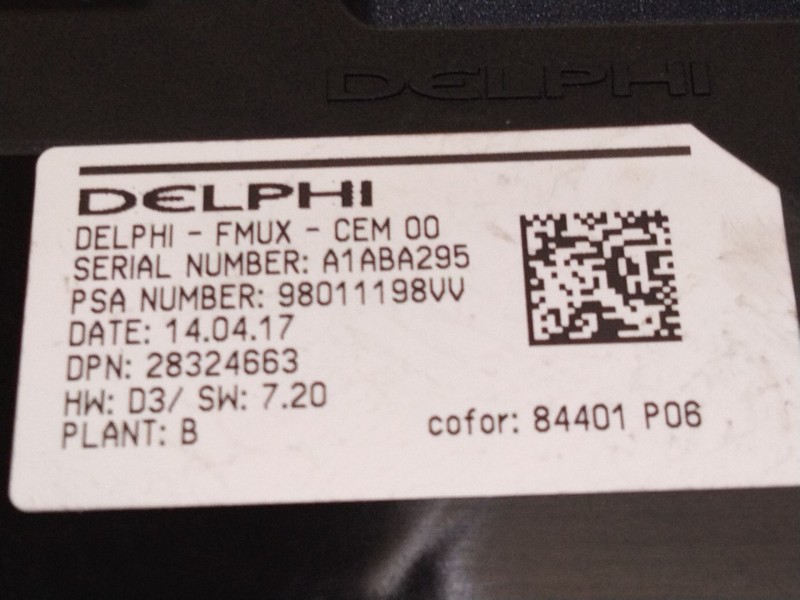 DELPHI
DELPHI
DELPHI - FMUX - CEM 00
SERIAL NUMBER: A1ABA295
PSA NUMBER: 98011198VV
DATE: 14.04.17
DPN: 28324663
HW: D3/ SW: 7.20
PLANT: B
cofor: 84401 P06